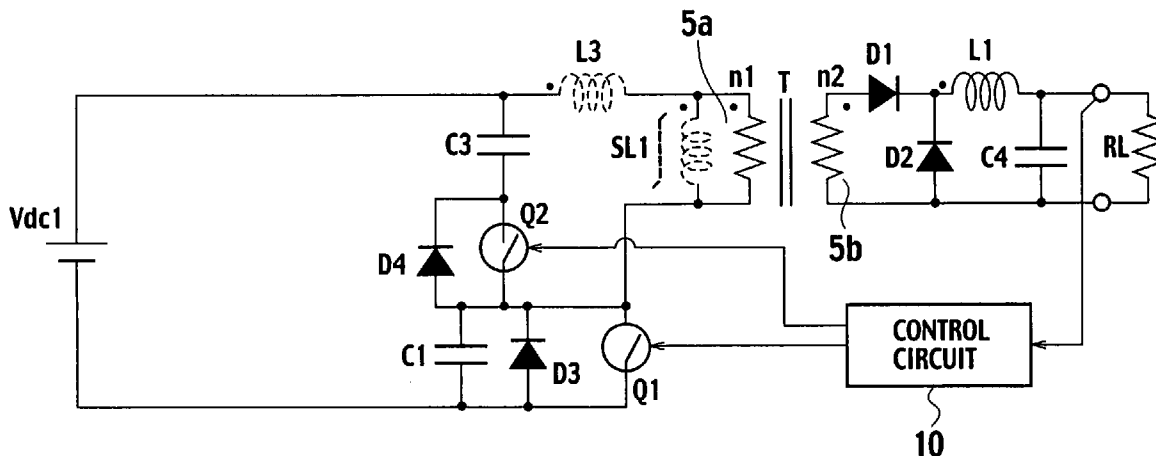 5a
L3
n1
T
n2
D1
L1
C3
SL1
D2
C4
RL
Vdc1
Q2
5b
D4
C1
D3
Q1
CONTROL
CIRCUIT
10